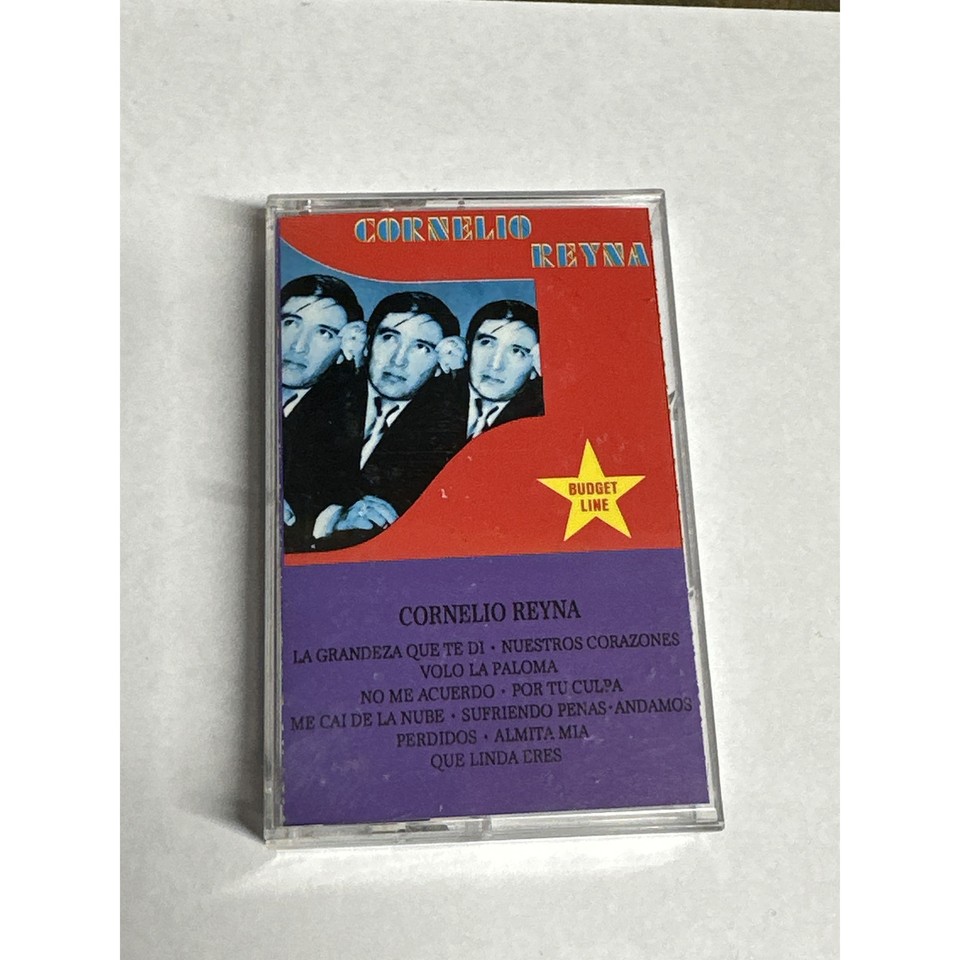 CORNELIO
REYNA
BUDGET
LINE
CORNELIO REYNA
LA GRANDEZA QUE TE DI • NUESTROS CORAZONES
VOLO LA PALOMA
NO ME ACUERDO • POR TU CULPA
ME CAI DE LA NUBE • SUFRIENDO PENAS • ANDAMOS
PERDIDOS • ALMITA MIA
QUE LINDA ERES